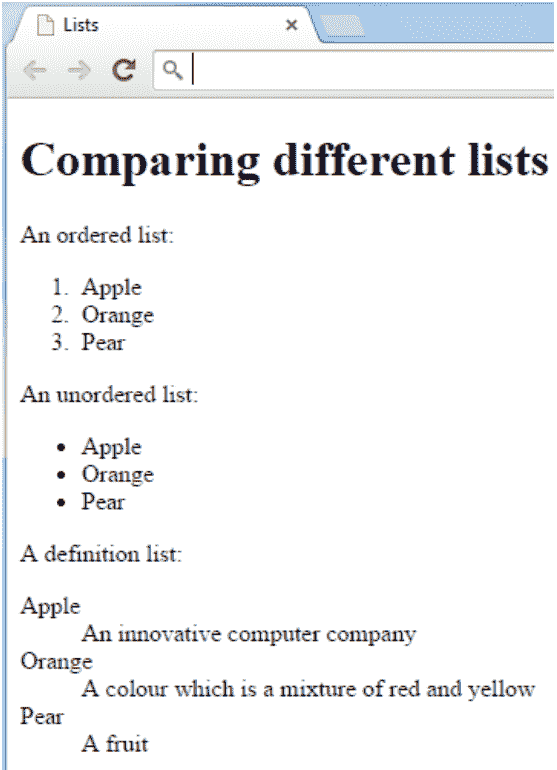 Lists
Comparing different lists
An ordered list:
1. Apple
2. Orange
3. Pear
An unordered list:
• Apple
• Orange
• Pear
A definition list:
Apple
An innovative computer company
Orange
A colour which is a mixture of red and yellow
Pear
A fruit